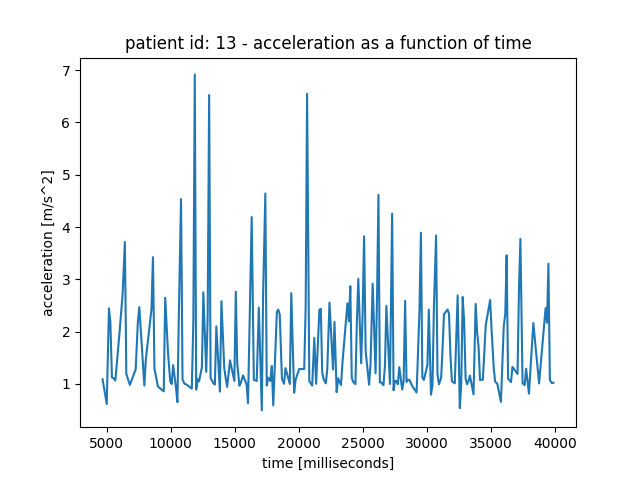 patient id: 13 - acceleration as a function of time
acceleration [m/s^2]
7
6
5
4
3
2
1
5000 10000 15000 20000 25000 30000 35000 40000
time [milliseconds]